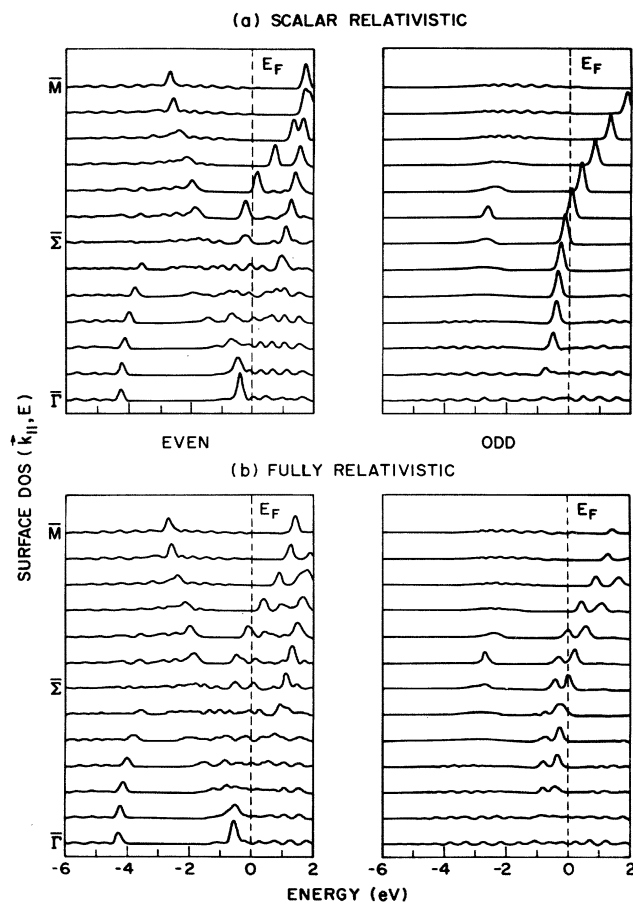 (a) SCALAR RELATIVISTIC
E_F
E_F
M̄
Σ̄
Γ̄
EVEN
ODD
SURFACE DOS (k⃗_||, E)
(b) FULLY RELATIVISTIC
E_F
E_F
M̄
Σ̄
Γ̄
-6 -4 -2 0 2
-6 -4 -2 0 2
ENERGY (eV)